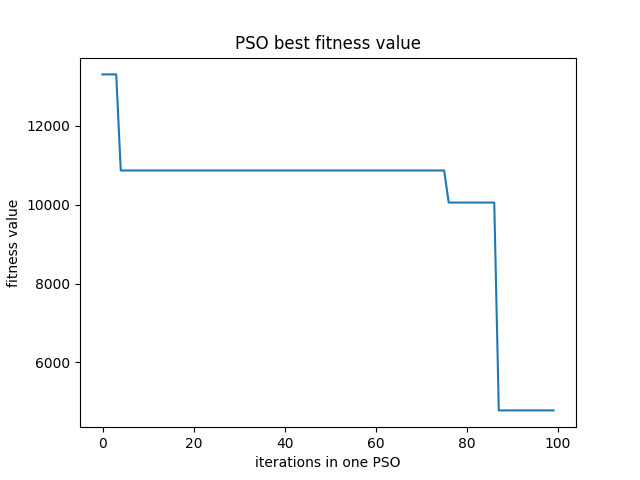 PSO best fitness value
12000
10000
8000
6000
fitness value
0 20 40 60 80 100
iterations in one PSO